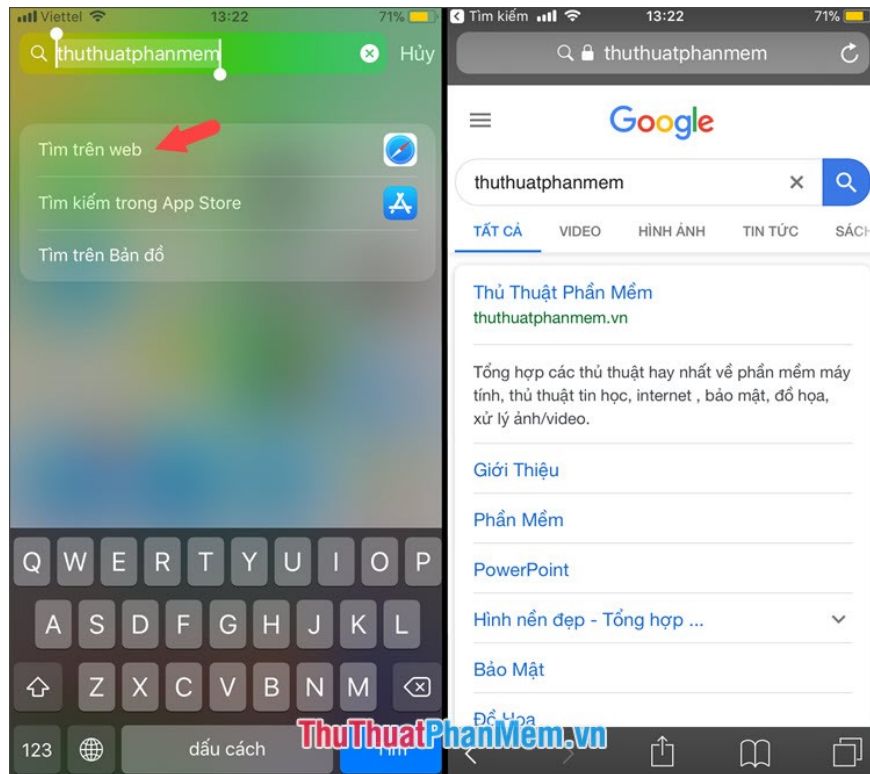 Viettel 13:22 71%
thuthuatphanmem Hủy
Tìm trên web
Tìm kiếm trong App Store
Tìm trên Bản đồ
Q W E R T Y U I O P
A S D F G H J K L
Z X C V B N M
123 dấu cách Tìm
Tìm kiếm 13:22 71%
thuthuatphanmem
Google
thuthuatphanmem
TẤT CẢ VIDEO HÌNH ẢNH TIN TỨC SÁCH
Thủ Thuật Phần Mềm
thuthuatphanmem.vn
Tổng hợp các thủ thuật hay nhất về phần mềm máy
tính, thủ thuật tin học, internet , bảo mật, đồ họa,
xử lý ảnh/video.
Giới Thiệu
Phần Mềm
PowerPoint
Hình nền đẹp - Tổng hợp ...
Bảo Mật
Đồ Họa
ThuThuatPhanMem.vn